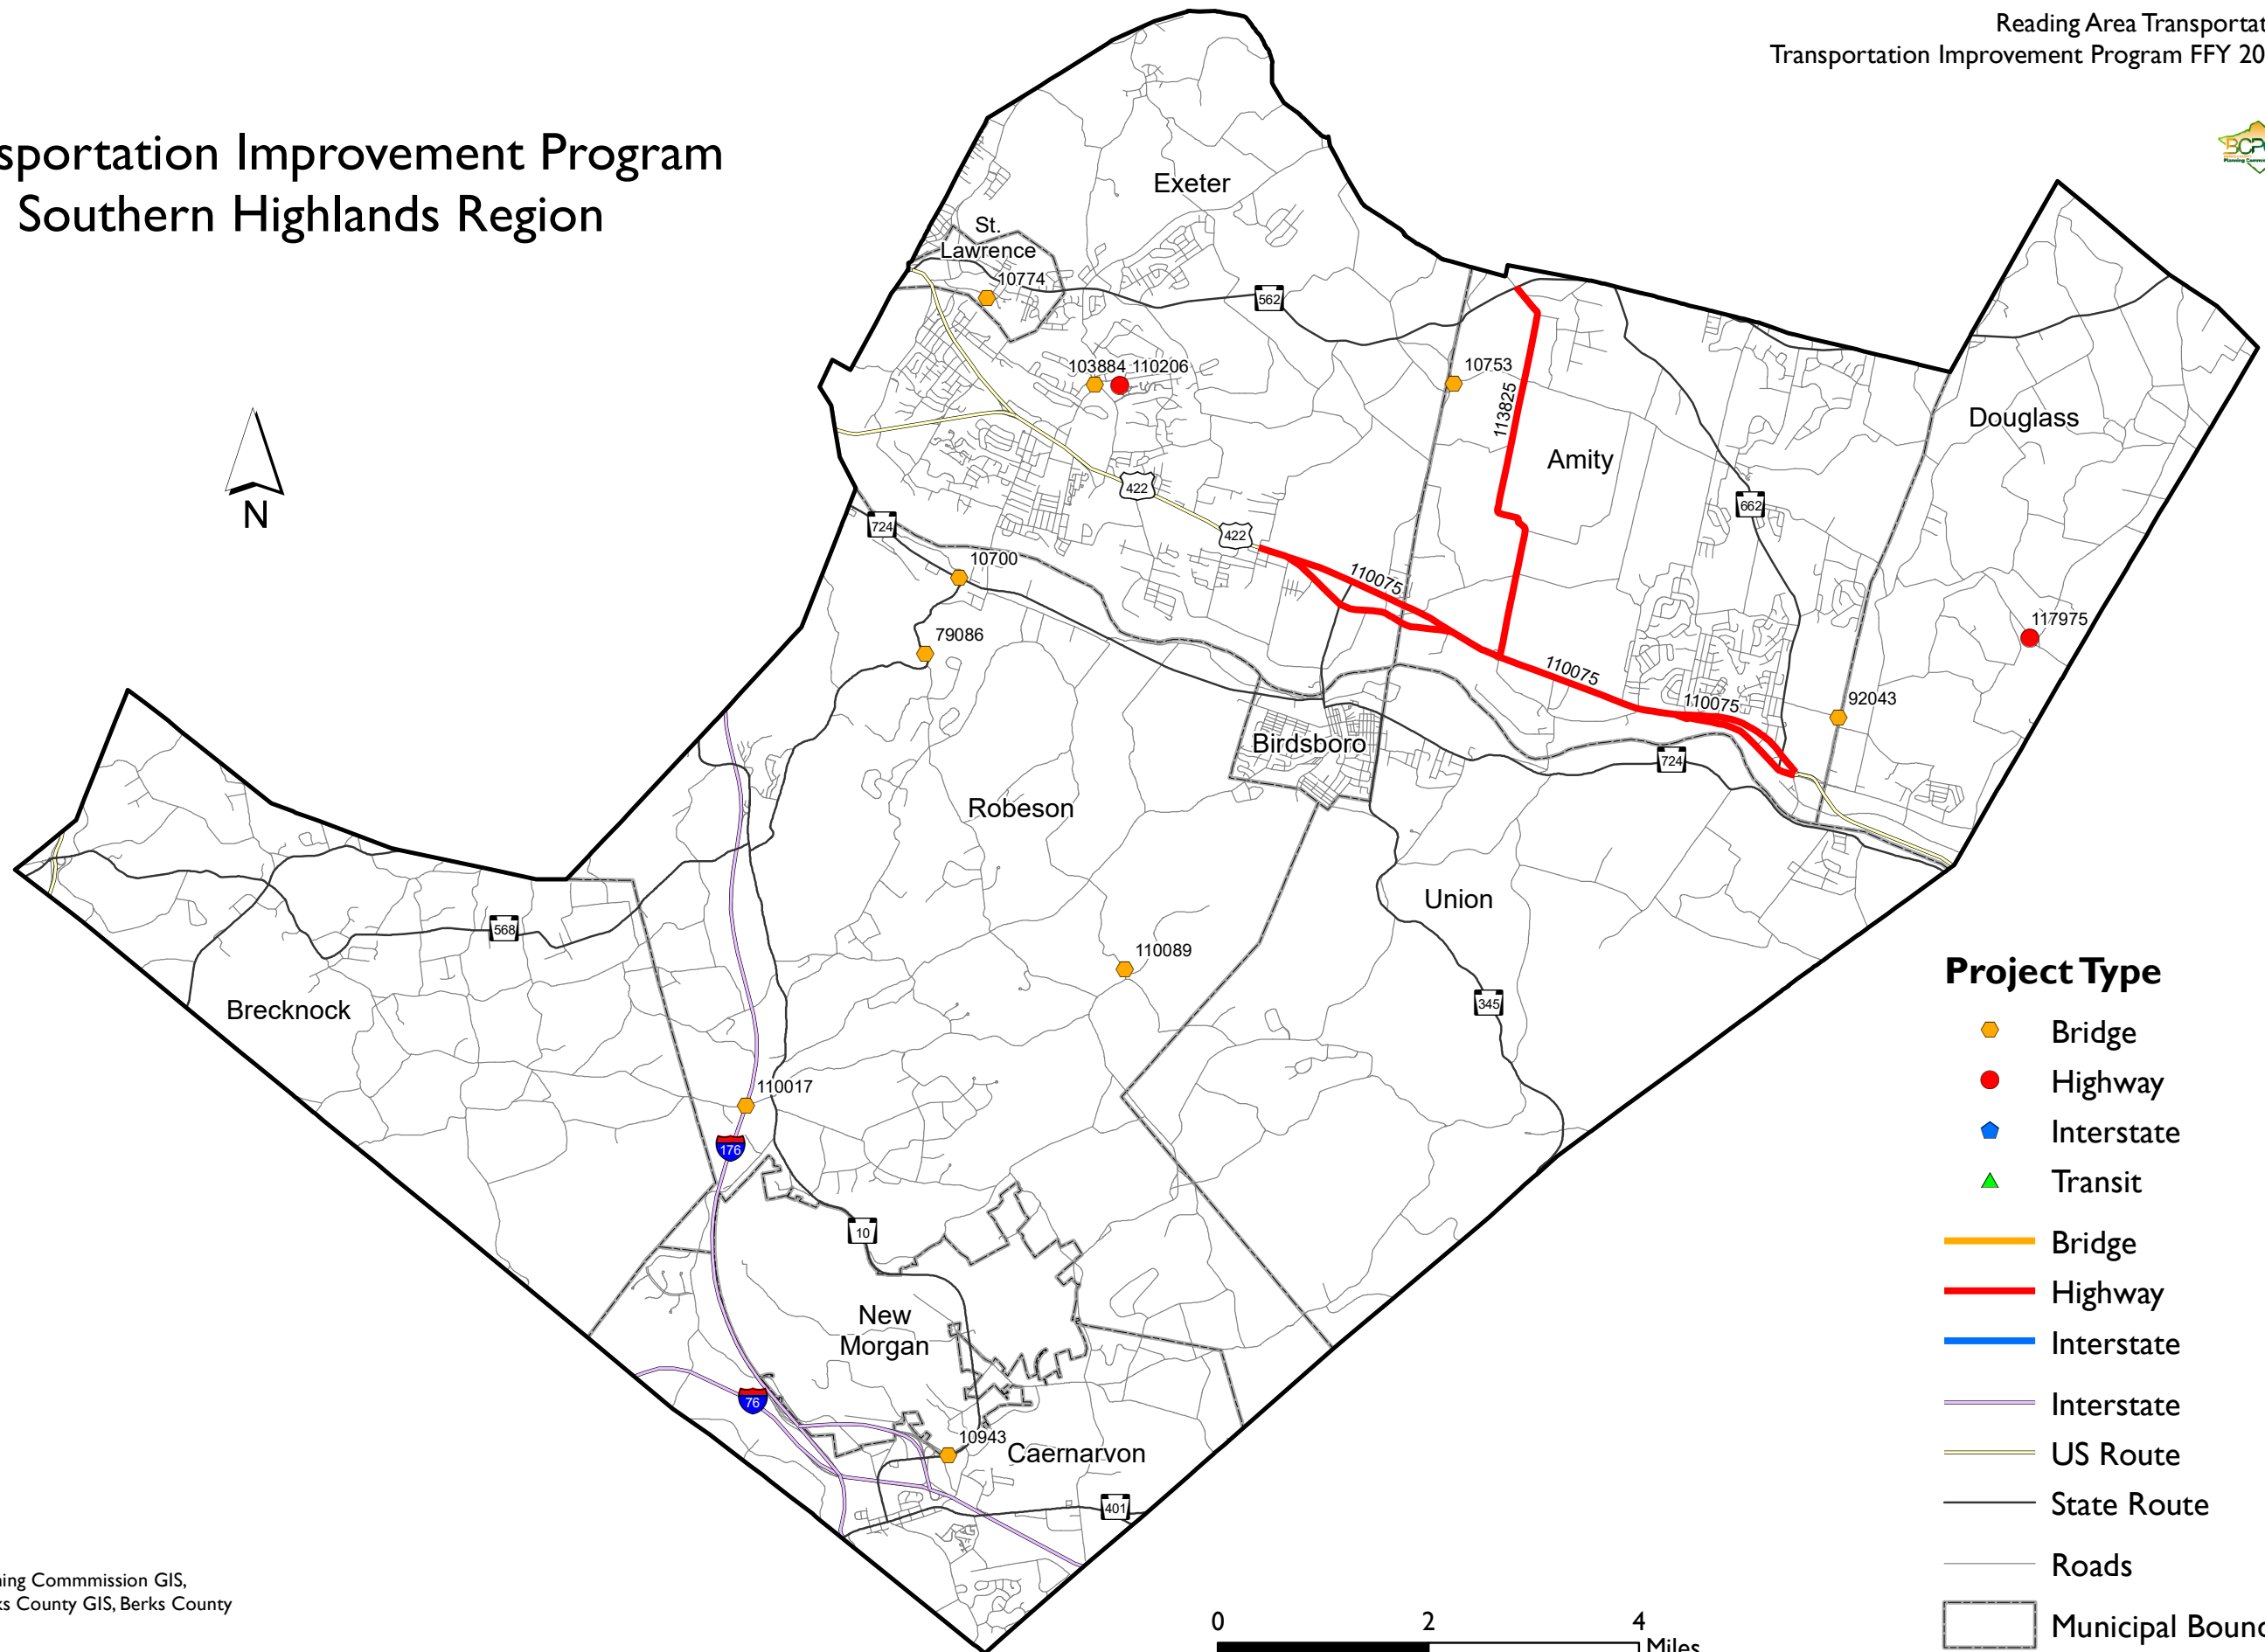 Reading Area Transportat
Transportation Improvement Program FFY 20
BCP
sportation Improvement Program
Southern Highlands Region
N
Exeter
St.
Lawrence
10774
562
103884
110206
10753
113825
Douglass
Amity
422
422
662
724
10700
110075
79086
117975
110075
110075
92043
Birdsboro
724
Robeson
Union
568
110089
345
Brecknock
110017
176
10
New
Morgan
76
10943
Caernarvon
401
Project Type
Bridge
Highway
Interstate
Transit
Bridge
Highway
Interstate
Interstate
US Route
State Route
Roads
Municipal Bound
ning Commmission GIS,
ks County GIS, Berks County
0 2 4
Miles